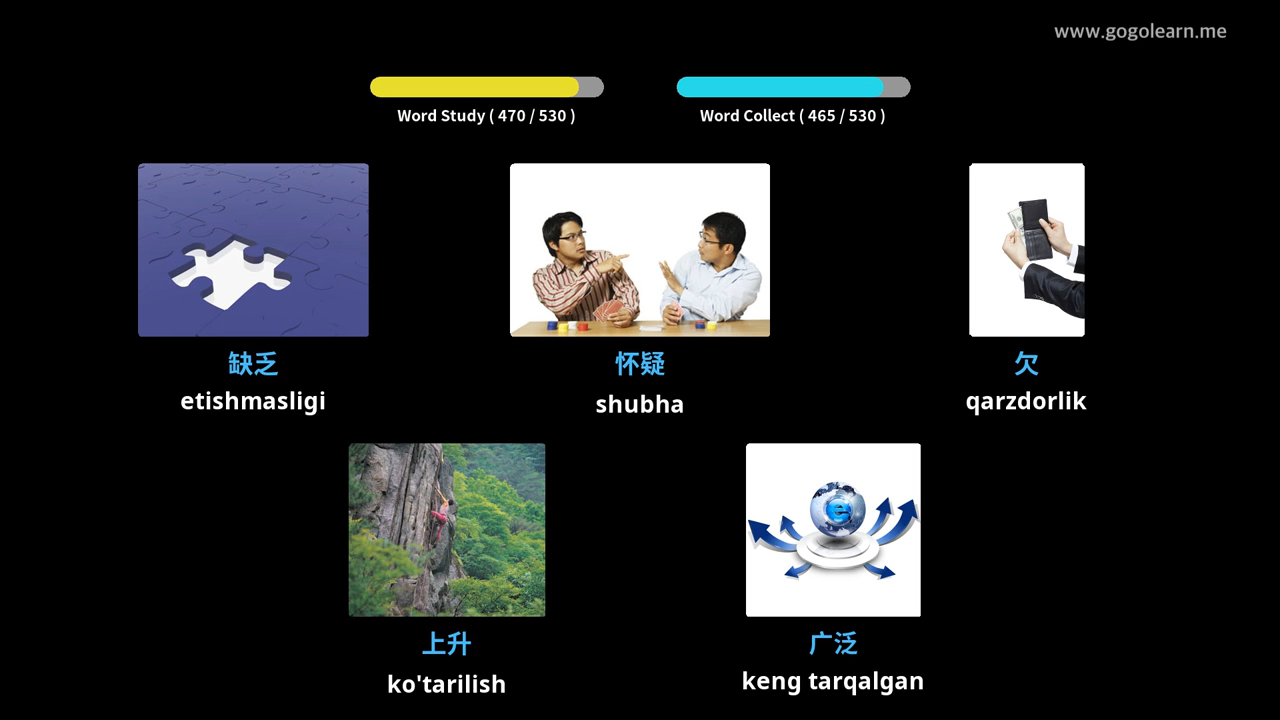 www.gogolearn.me
Word Study ( 470 / 530 )
Word Collect ( 465 / 530 )
缺乏
怀疑
欠
etishmasligi
shubha
qarzdorlik
e
上升
广泛
ko'tarilish
keng tarqalgan